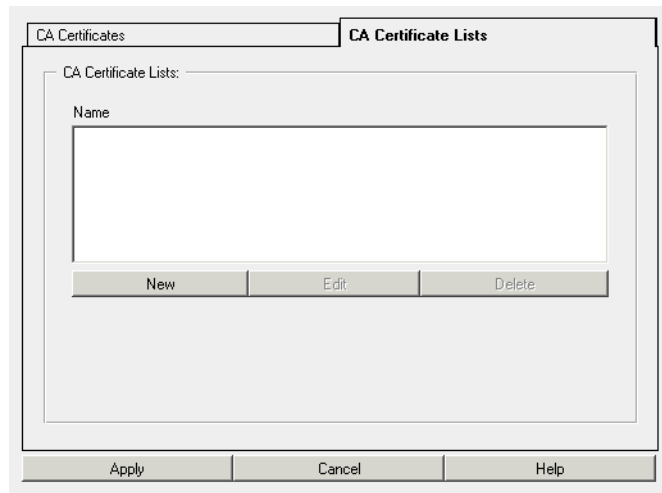 CA Certificates CA Certificate Lists
CA Certificate Lists:
Name
New Edit Delete
Apply Cancel Help